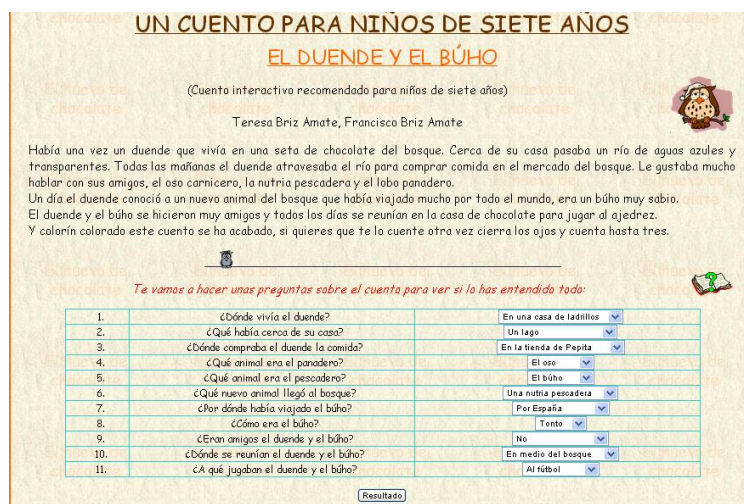 UN CUENTO PARA NIÑOS DE SIETE AÑOS
EL DUENDE Y EL BÚHO
(Cuento interactivo recomendado para niños de siete años)
Teresa Briz Amate, Francisco Briz Amate
Había una vez un duende que vivía en una seta de chocolate del bosque. Cerca de su casa pasaba un río de aguas azules y
transparentes. Todas las mañanas el duende atravesaba el río para comprar comida en el mercado del bosque. Le gustaba mucho
hablar con sus amigos, el oso carnicero, la nutria pescadera y el lobo panadero.
Un día el duende conoció a un nuevo animal del bosque que había viajado mucho por todo el mundo, era un búho muy sabio.
El duende y el búho se hicieron muy amigos y todos los días se reunían en la casa de chocolate para jugar al ajedrez.
Y colorín colorado este cuento se ha acabado, si quieres que te lo cuente otra vez cierra los ojos y cuenta hasta tres.
Te vamos a hacer unas preguntas sobre el cuento para ver si lo has entendido todo:
1. ¿Dónde vivía el duende? En una casa de ladrillos
2. ¿Qué había cerca de su casa? Un lago
3. ¿Dónde compraba el duende la comida? En la tienda de Pepita
4. ¿Qué animal era el panadero? El oso
5. ¿Qué animal era el pescadero? El búho
6. ¿Qué nuevo animal llegó al bosque? Una nutria pescadera
7. ¿Por dónde había viajado el búho? Por España
8. ¿Cómo era el búho? Tonto
9. ¿Eran amigos el duende y el búho? No
10. ¿Dónde se reunían el duende y el búho? En medio del bosque
11. ¿A qué jugaban el duende y el búho? Al fútbol
Resultado